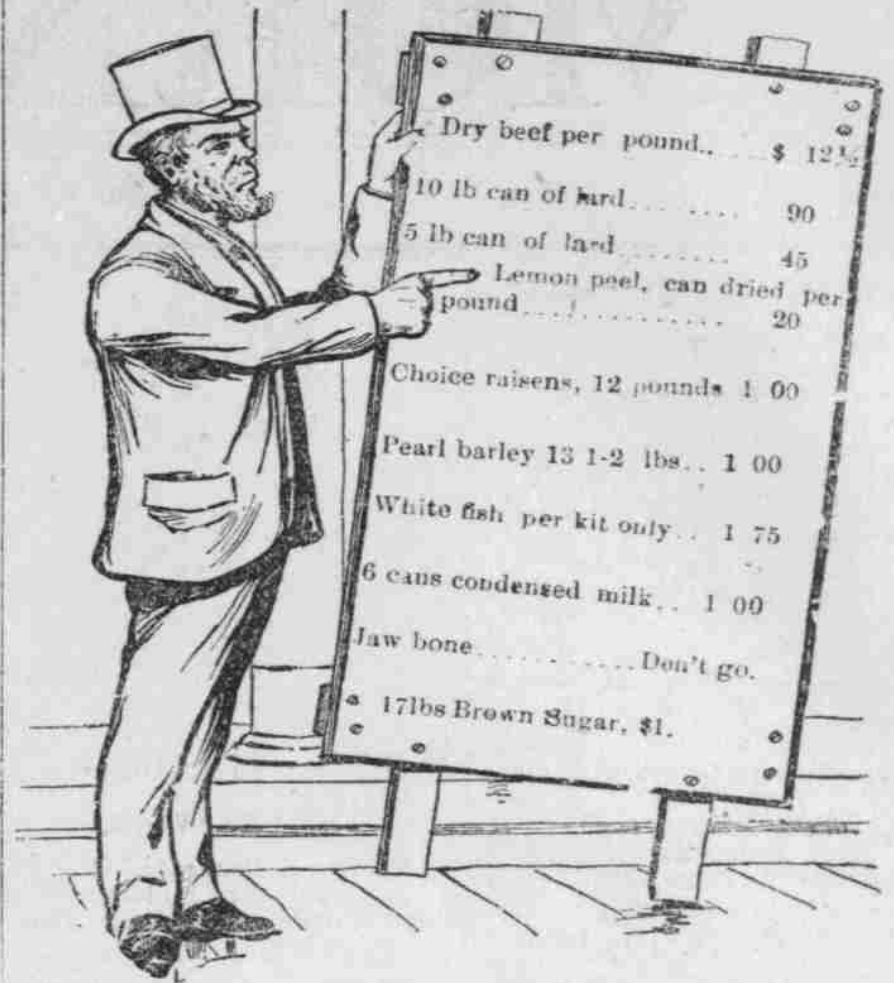 Dry beef per pound.. .... $ 12½
10 lb can of lard.......... 90
5 lb can of lard......... 45
Lemon peel, can dried per
pound................. 20
Choice raisens, 12 pounds 1 00
Pearl barley 13 1-2 lbs.. 1 00
White fish per kit only.. 1 75
6 cans condensed milk.. 1 00
Jaw bone............Don't go.
17lbs Brown Sugar, $1.